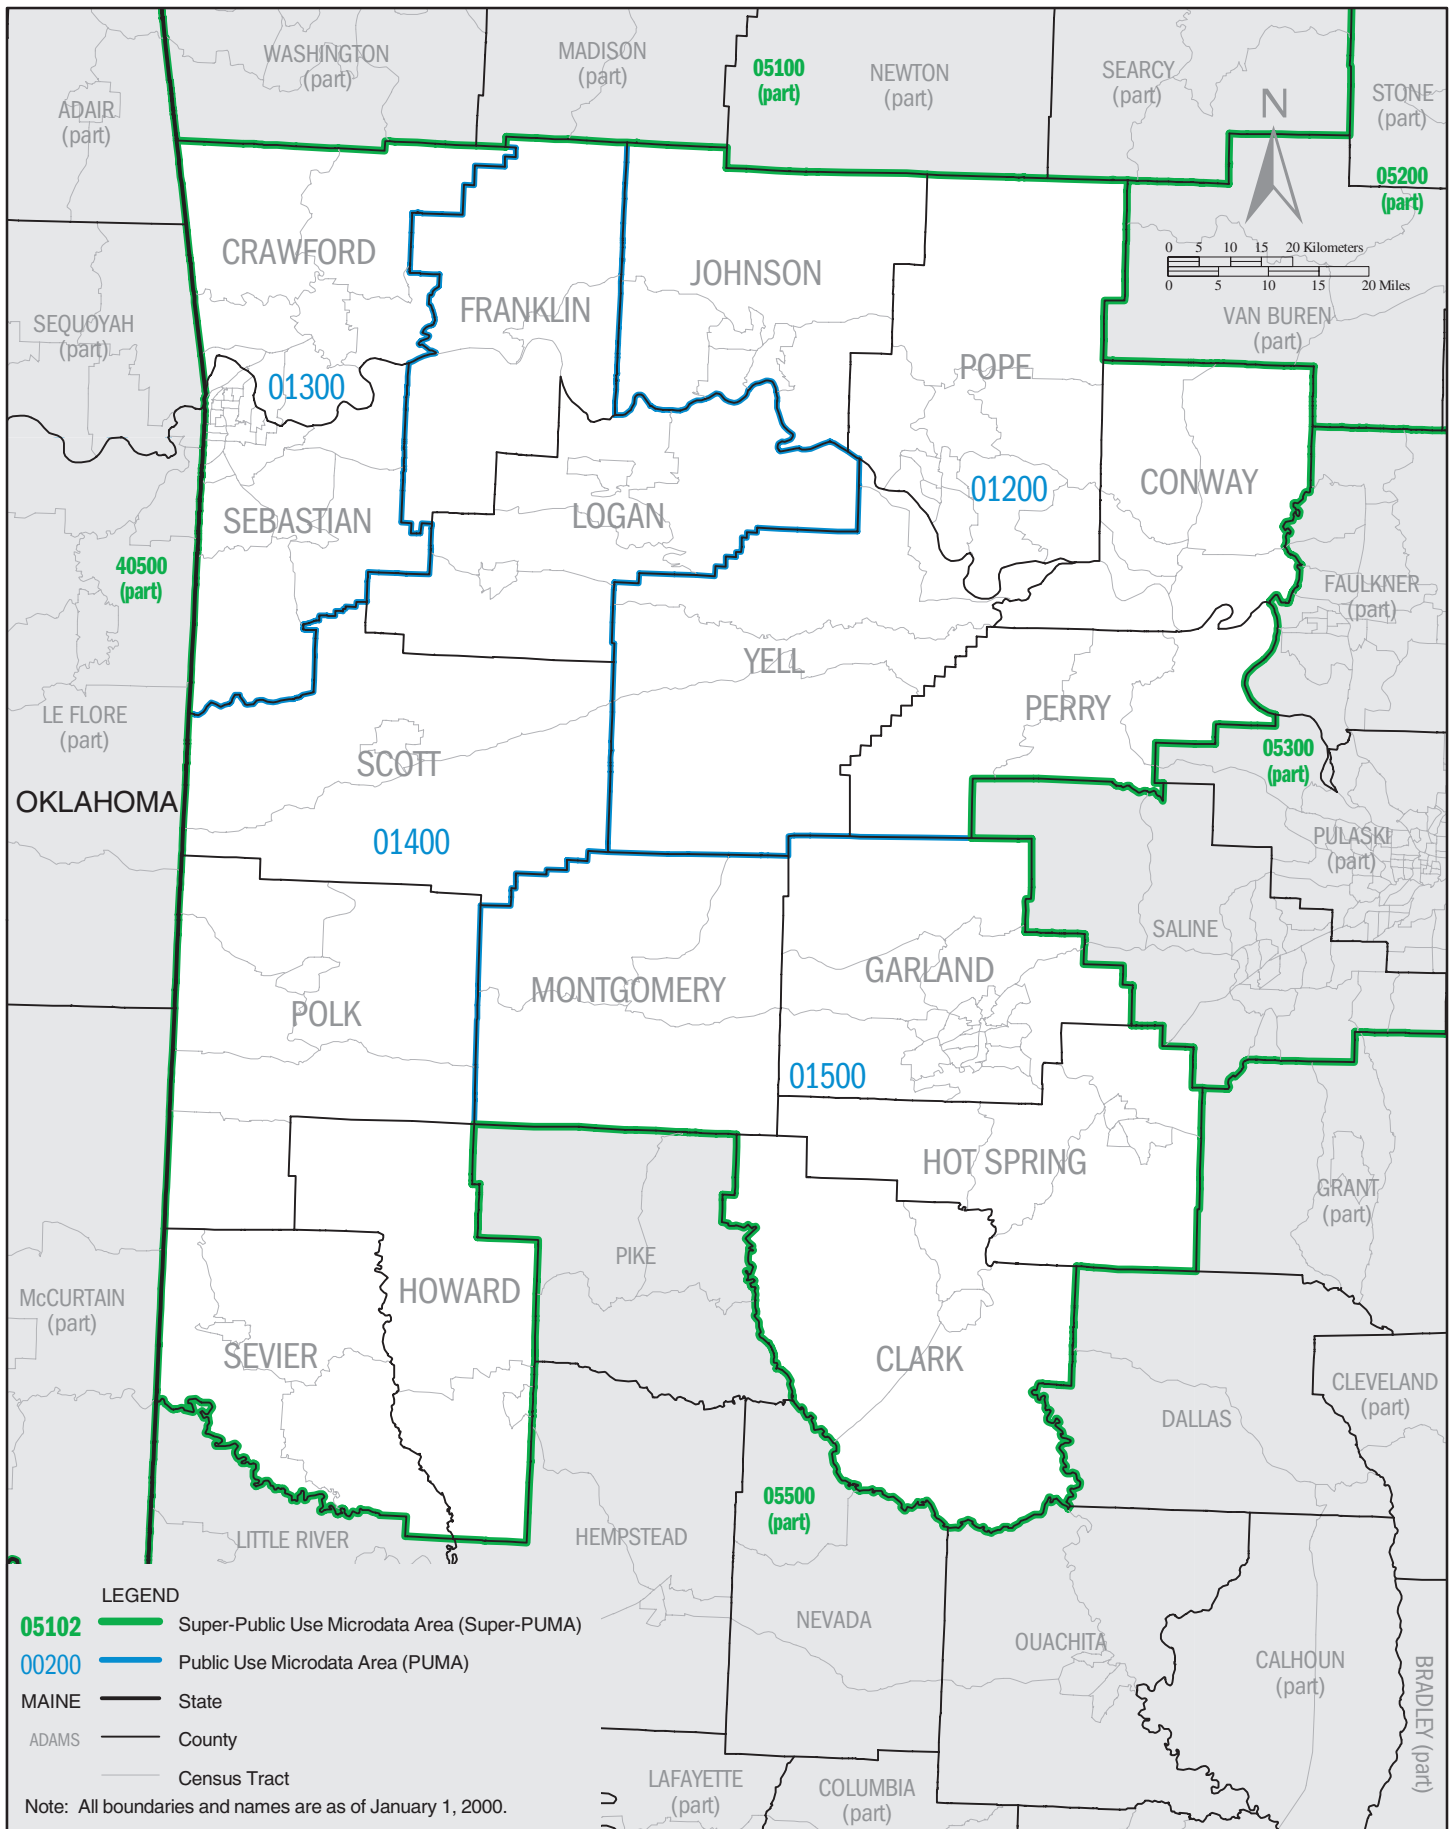 WASHINGTON
(part)
MADISON
(part)
05100
(part)
NEWTON
(part)
SEARCY
(part)
STONE
(part)
ADAIR
(part)
N
05200
(part)
0 5 10 15 20 Kilometers
0 5 10 15 20 Miles
CRAWFORD
JOHNSON
FRANKLIN
VAN BUREN
(part)
SEQUOYAH
(part)
POPE
01300
CONWAY
01200
SEBASTIAN
LOGAN
40500
(part)
FAULKNER
(part)
YELL
PERRY
LE FLORE
(part)
SCOTT
05300
(part)
OKLAHOMA
01400
PULASKI
(part)
SALINE
GARLAND
MONTGOMERY
POLK
01500
HOT SPRING
GRANT
(part)
PIKE
HOWARD
McCURTAIN
(part)
SEVIER
CLARK
CLEVELAND
(part)
DALLAS
05500
(part)
LITTLE RIVER
HEMPSTEAD
NEVADA
OUACHITA
CALHOUN
(part)
BRADLEY (part)
LAFAYETTE
(part)
COLUMBIA
(part)
LEGEND
05102 Super-Public Use Microdata Area (Super-PUMA)
00200 Public Use Microdata Area (PUMA)
MAINE State
ADAMS County
Census Tract
Note: All boundaries and names are as of January 1, 2000.